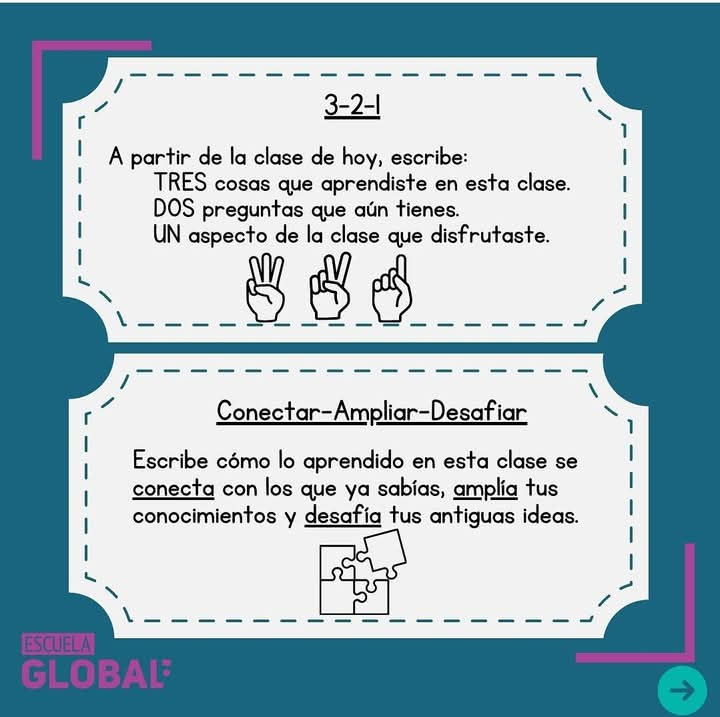 3-2-1
A partir de la clase de hoy, escribe:
TRES cosas que aprendiste en esta clase.
DOS preguntas que aún tienes.
UN aspecto de la clase que disfrutaste.
Conectar-Ampliar-Desafiar
Escribe cómo lo aprendido en esta clase se
conecta con los que ya sabías, amplía tus
conocimientos y desafía tus antiguas ideas.
ESCUELA
GLOBAL